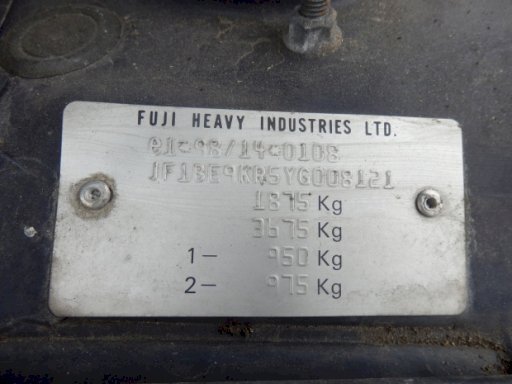 FUJI HEAVY INDUSTRIES LTD.
e1*98/14*0108
JF1BE9KR5YG008121
1875 Kg
3675 Kg
1- 950 Kg
2- 975 Kg